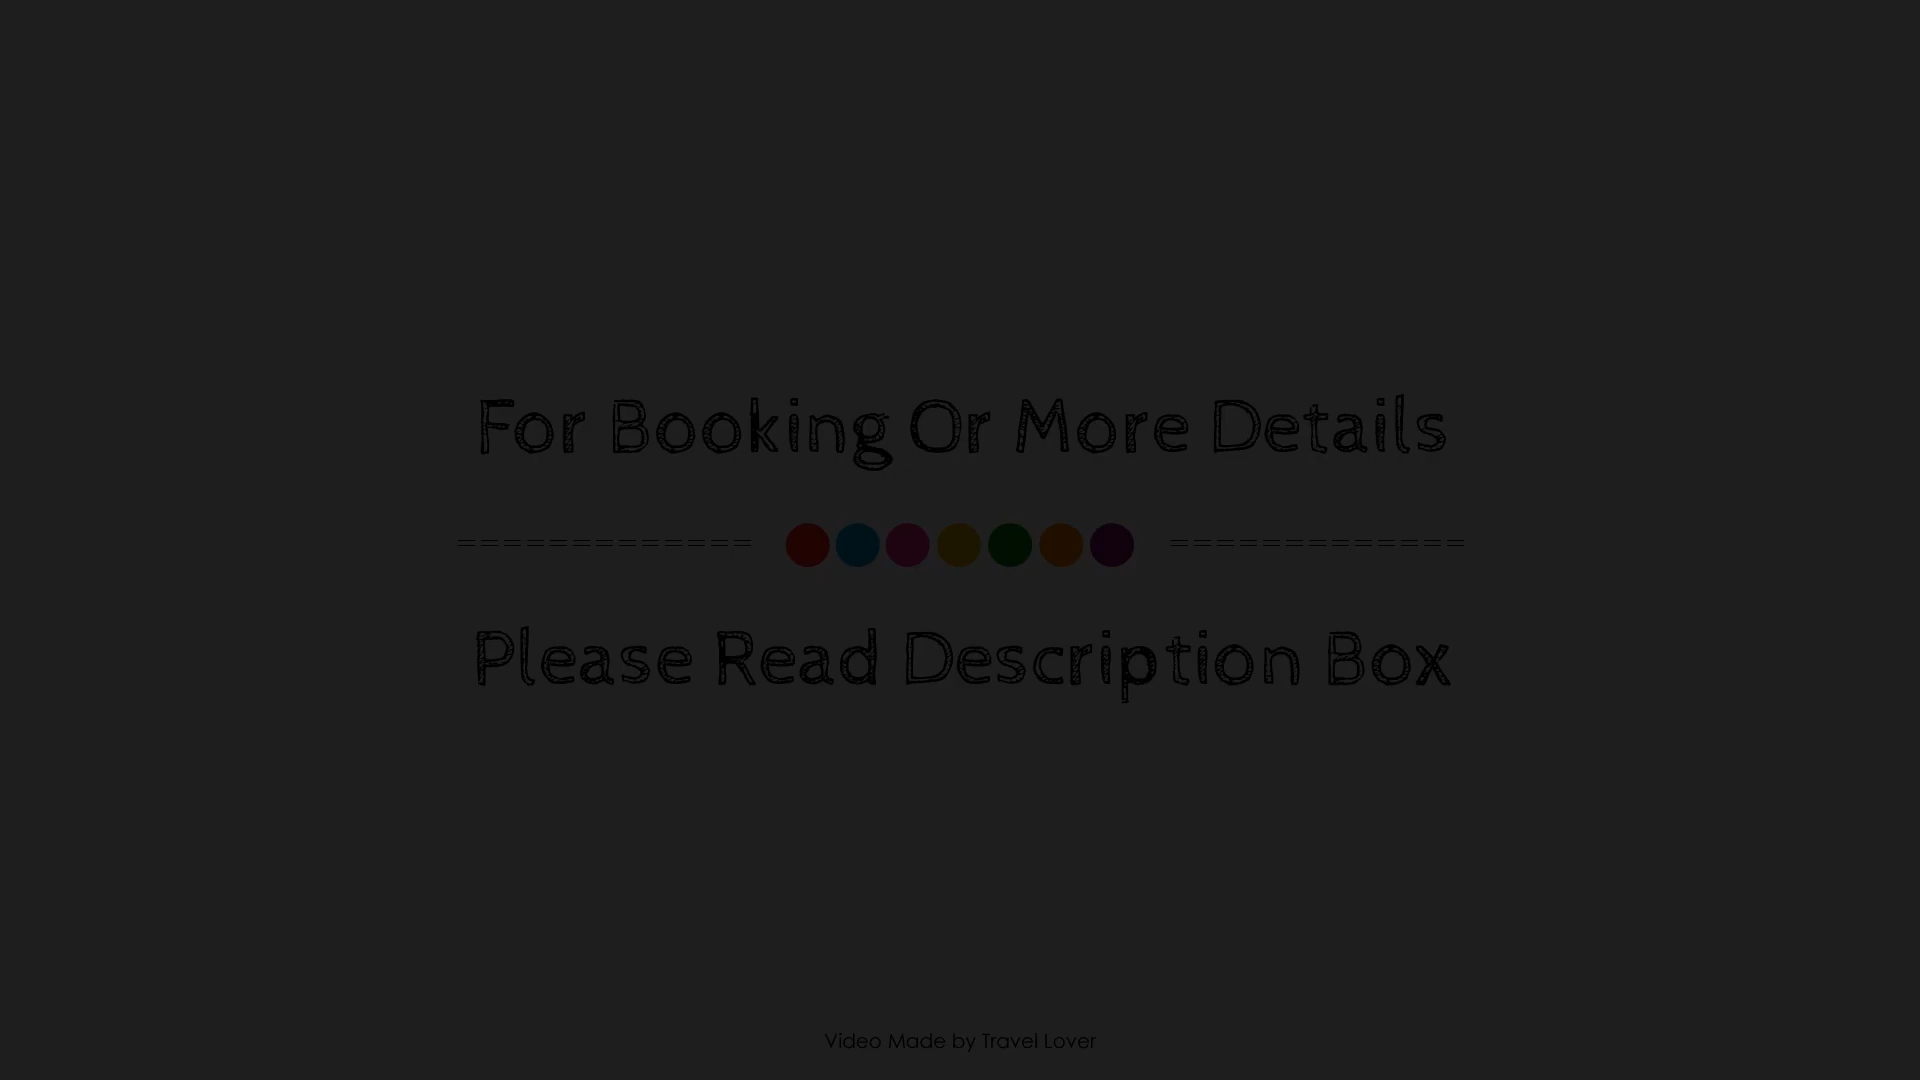 For Booking Or More Details
============= =============
Please Read Description Box
Video Made by Travel Lover